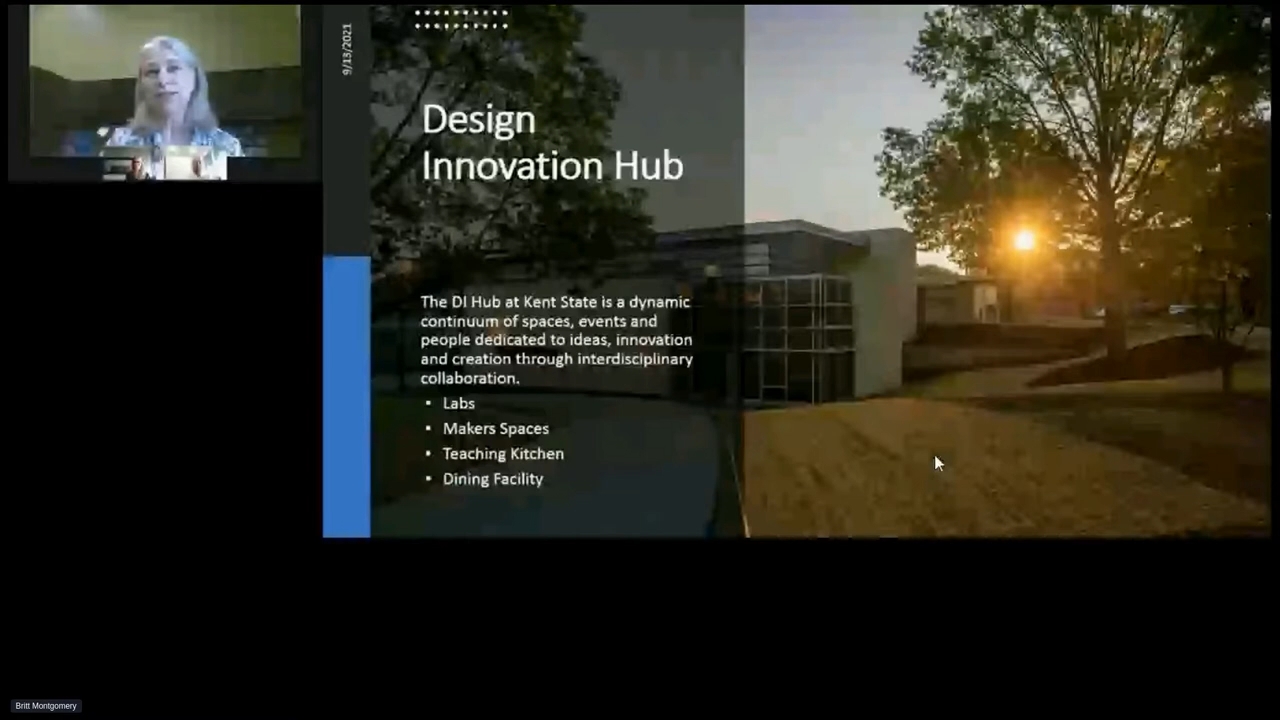 9/13/2021
Design
Innovation Hub
The DI Hub at Kent State is a dynamic
continuum of spaces, events and
people dedicated to ideas, innovation
and creation through interdisciplinary
collaboration.
▪ Labs
▪ Makers Spaces
▪ Teaching Kitchen
▪ Dining Facility
Britt Montgomery